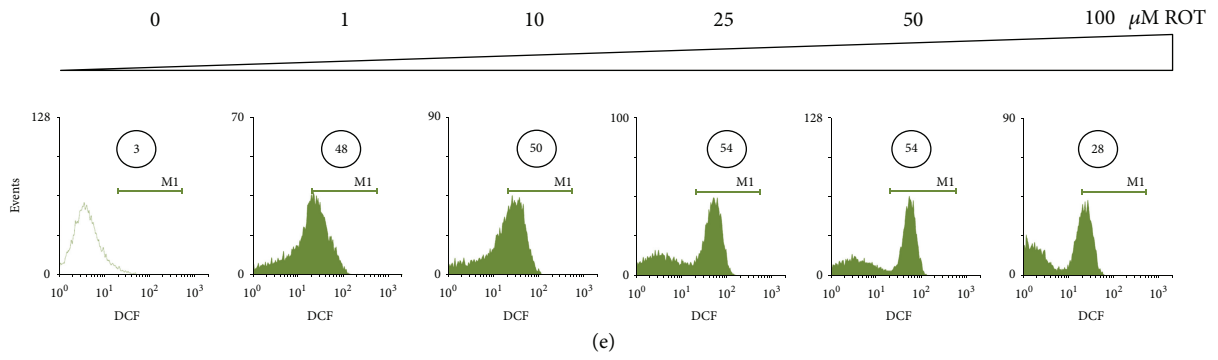 0 1 10 25 50 100 μM ROT
128 70 90 100 128 90
3 48 50 54 54 28
M1 M1 M1 M1 M1 M1
Events
0 0 0 0 0 0
10⁰ 10¹ 10² 10³ 10⁰ 10¹ 10² 10³ 10⁰ 10¹ 10² 10³ 10⁰ 10¹ 10² 10³ 10⁰ 10¹ 10² 10³ 10⁰ 10¹ 10² 10³
DCF DCF DCF DCF DCF DCF
(e)